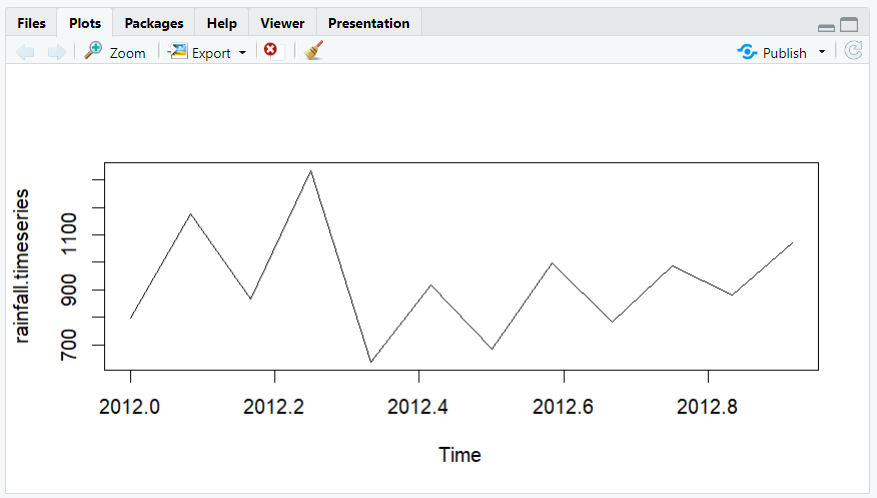 Files Plots Packages Help Viewer Presentation
Zoom Export Publish
rainfall.timeseries
1100
900
700
2012.0 2012.2 2012.4 2012.6 2012.8
Time